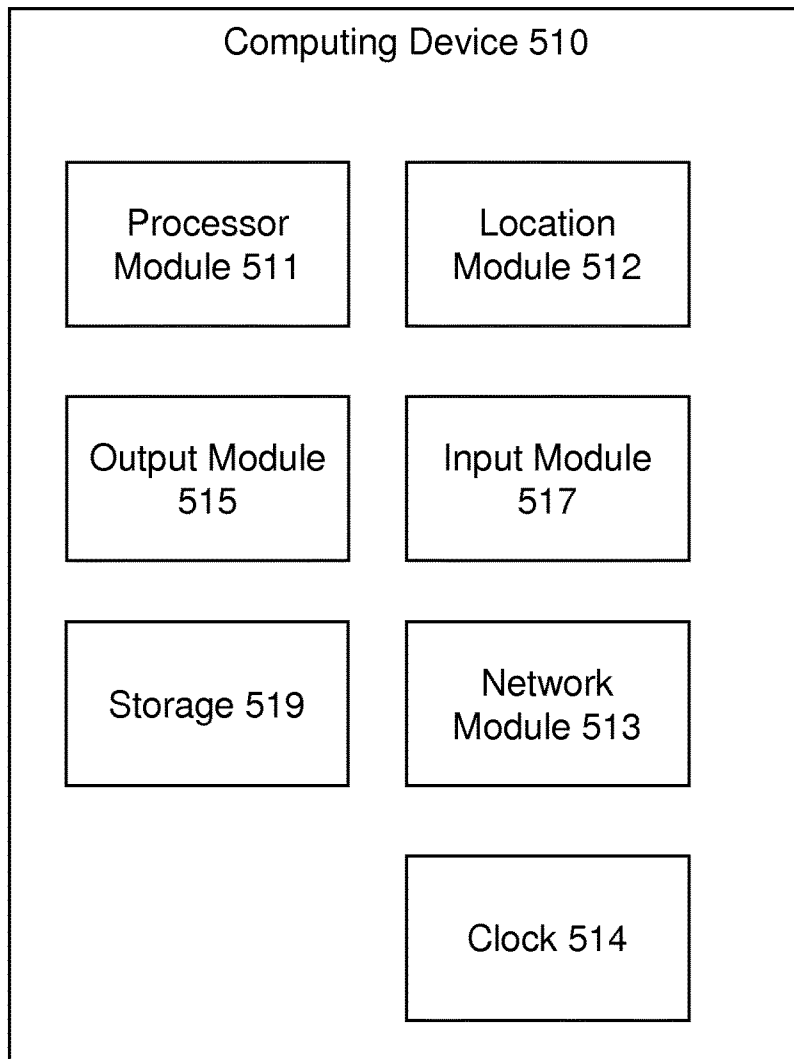 Computing Device 510
Processor
Module 511
Location
Module 512
Output Module
515
Input Module
517
Storage 519
Network
Module 513
Clock 514